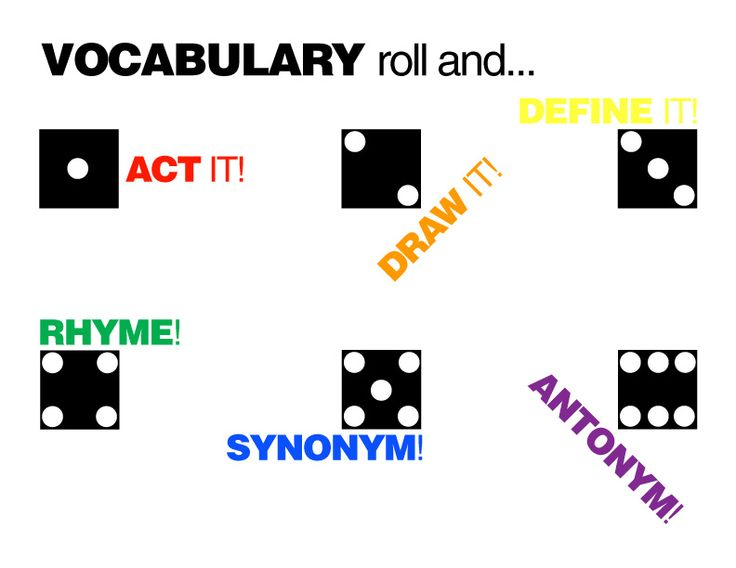 VOCABULARY roll and...
ACT IT!
DRAW IT!
DEFINE IT!
RHYME!
SYNONYM!
ANTONYM!